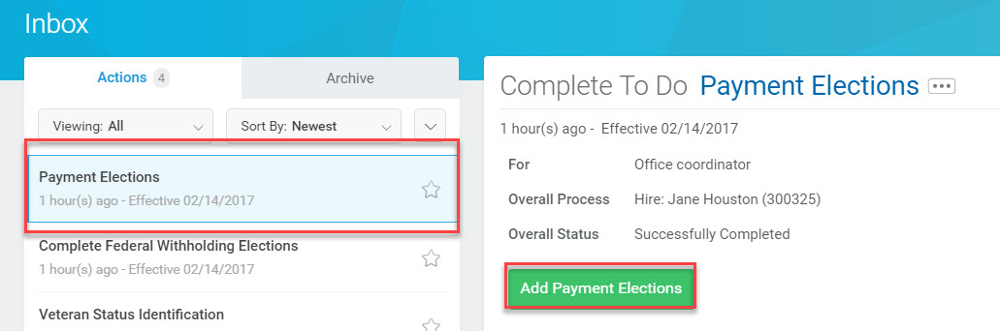 Inbox
Actions 4
Archive
Viewing: All
Sort By: Newest
Payment Elections
1 hour(s) ago - Effective 02/14/2017
Complete Federal Withholding Elections
1 hour(s) ago - Effective 02/14/2017
Veteran Status Identification
Complete To Do Payment Elections
1 hour(s) ago - Effective 02/14/2017
For Office coordinator
Overall Process Hire: Jane Houston (300325)
Overall Status Successfully Completed
Add Payment Elections